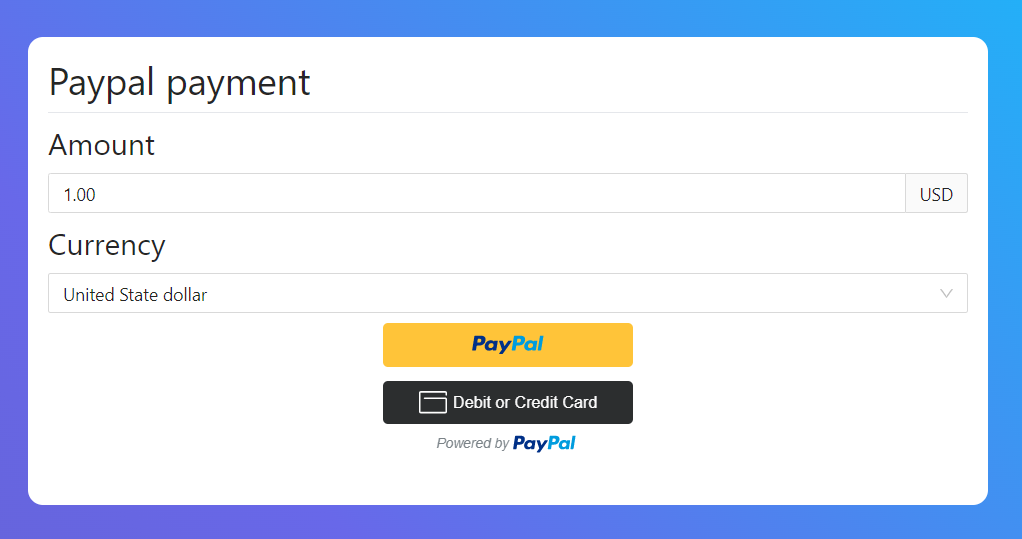 Paypal payment
Amount
1.00 USD
Currency
United State dollar
PayPal
Debit or Credit Card
Powered by PayPal